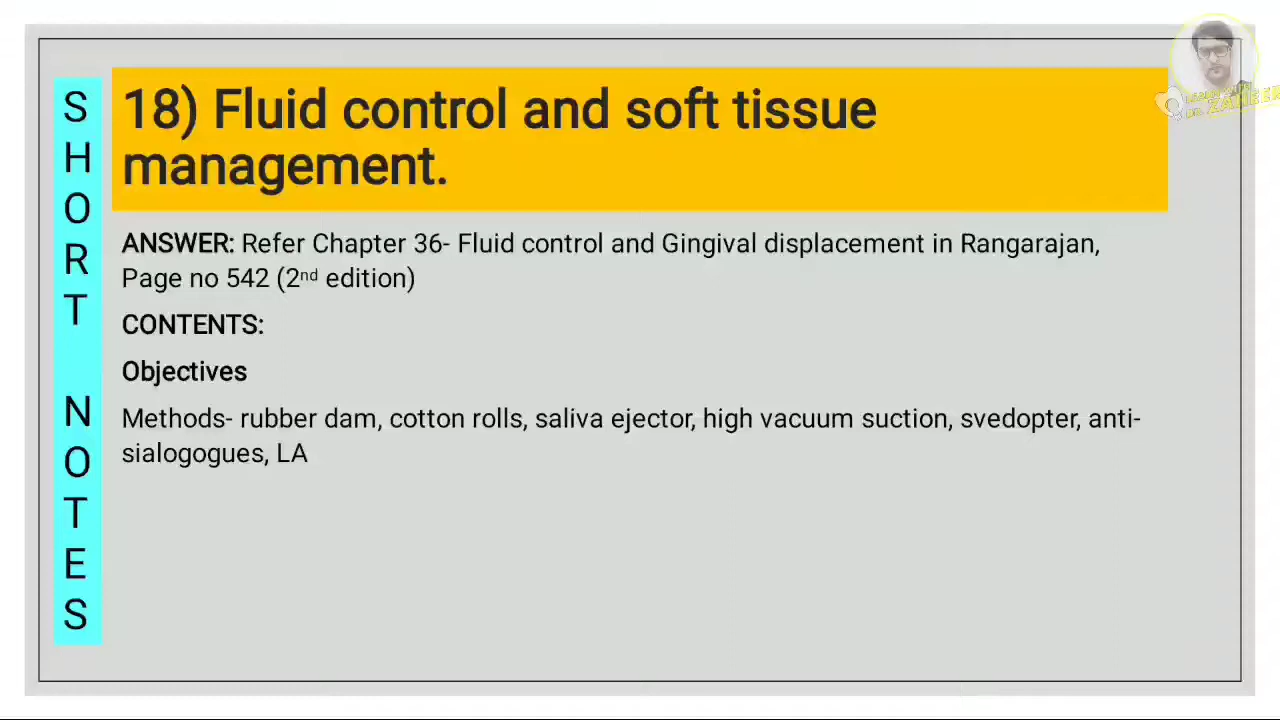 18) Fluid control and soft tissue
management.
ANSWER: Refer Chapter 36- Fluid control and Gingival displacement in Rangarajan,
Page no 542 (2nd edition)
CONTENTS:
Objectives
Methods- rubber dam, cotton rolls, saliva ejector, high vacuum suction, svedopter, anti-
sialogogues, LA
SHORT NOTES